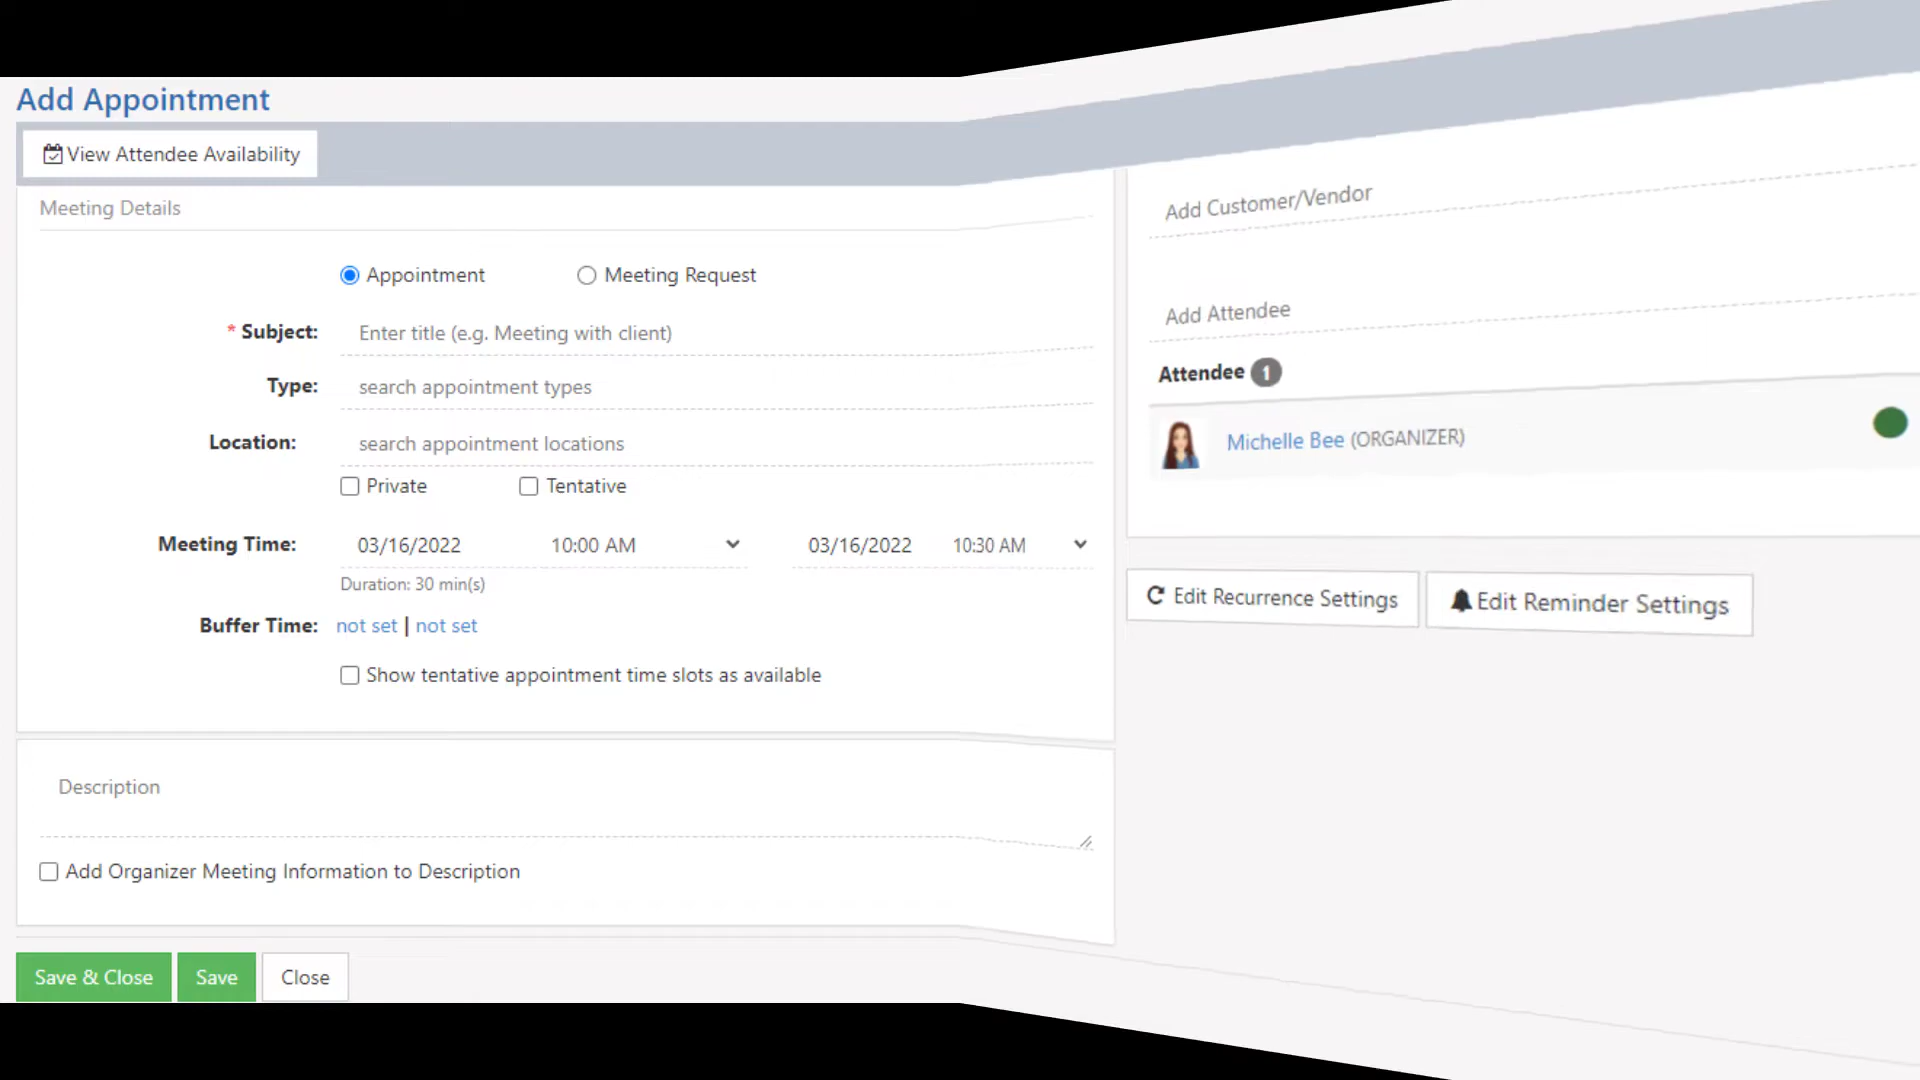 Add Appointment
View Attendee Availability
Meeting Details
Appointment Meeting Request
* Subject: Enter title (e.g. Meeting with client)
Type: search appointment types
Location: search appointment locations
Private Tentative
Meeting Time: 03/16/2022 10:00 AM 03/16/2022 10:30 AM
Duration: 30 min(s)
Buffer Time: not set | not set
Show tentative appointment time slots as available
Description
Add Organizer Meeting Information to Description
Save & Close Save Close
Add Customer/Vendor
Add Attendee
Attendee 1
Michelle Bee (ORGANIZER)
Edit Recurrence Settings Edit Reminder Settings